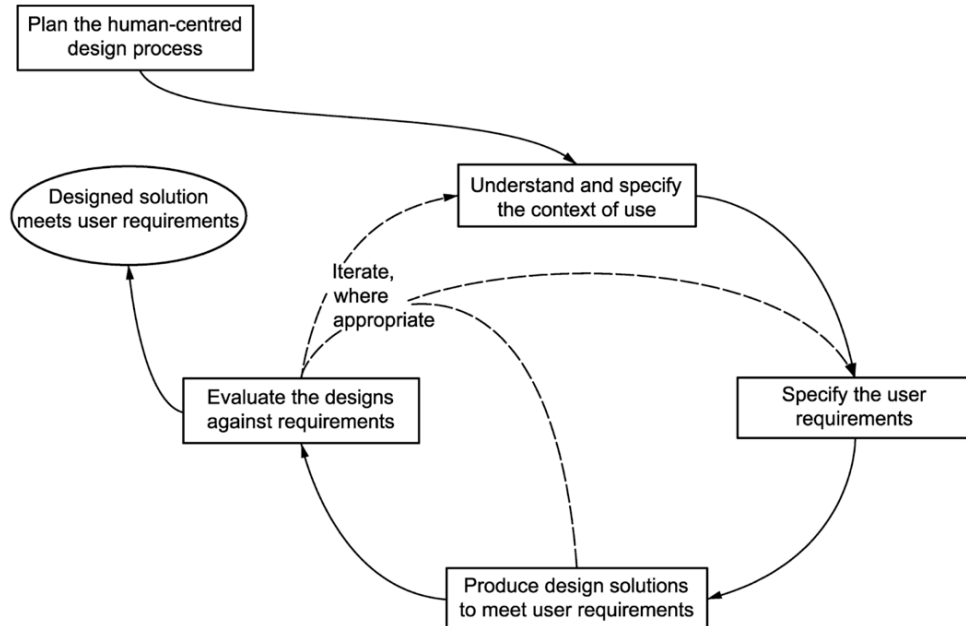 Plan the human-centred
design process
Understand and specify
the context of use
Designed solution
meets user requirements
Iterate,
where
appropriate
Evaluate the designs
against requirements
Specify the user
requirements
Produce design solutions
to meet user requirements